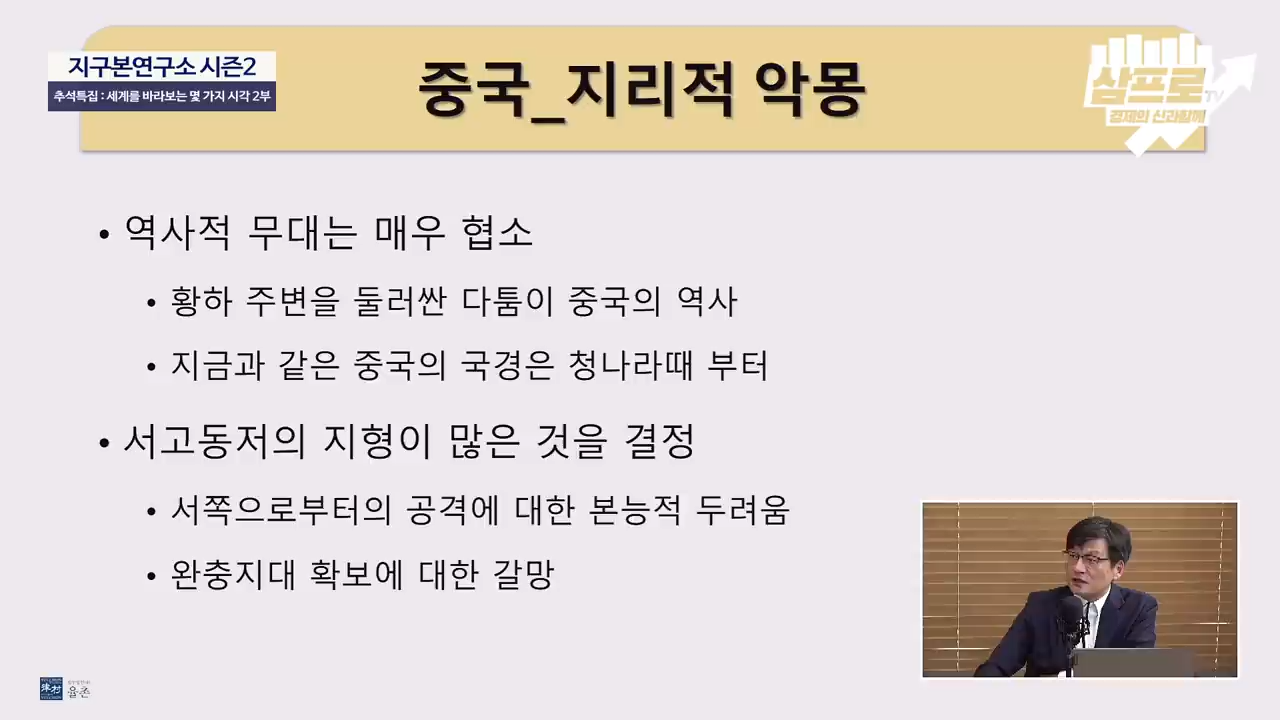 지구본연구소 시즌2
추석특집 : 세계를 바라보는 몇 가지 시각 2부
중국_지리적 악몽
삼프로TV
경제의 신과함께
• 역사적 무대는 매우 협소
• 황하 주변을 둘러싼 다툼이 중국의 역사
• 지금과 같은 중국의 국경은 청나라때 부터
• 서고동저의 지형이 많은 것을 결정
• 서쪽으로부터의 공격에 대한 본능적 두려움
• 완충지대 확보에 대한 갈망
律村
율촌